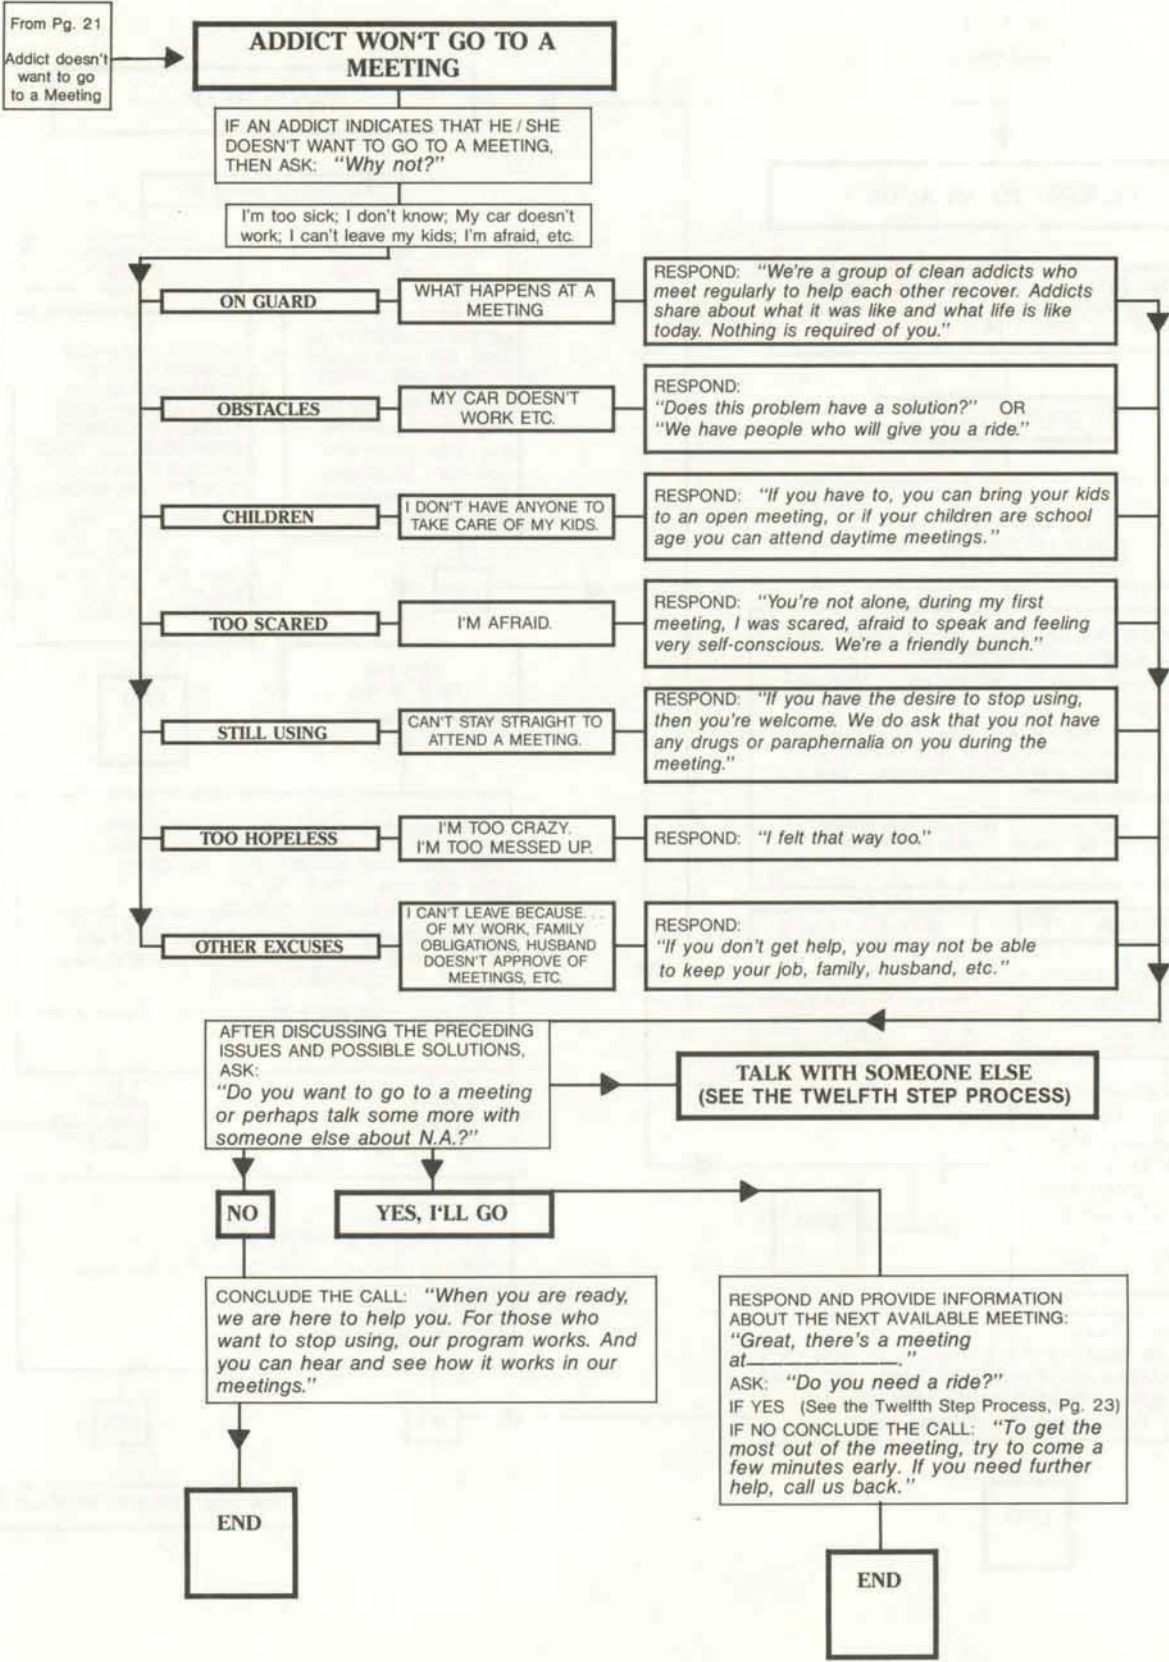 From Pg. 21
Addict doesn't
want to go
to a Meeting
ADDICT WON'T GO TO A
MEETING
IF AN ADDICT INDICATES THAT HE / SHE
DOESN'T WANT TO GO TO A MEETING,
THEN ASK: "Why not?"
I'm too sick; I don't know; My car doesn't
work; I can't leave my kids; I'm afraid, etc.
ON GUARD
WHAT HAPPENS AT A
MEETING
RESPOND: "We're a group of clean addicts who
meet regularly to help each other recover. Addicts
share about what it was like and what life is like
today. Nothing is required of you."
OBSTACLES
MY CAR DOESN'T
WORK ETC.
RESPOND:
"Does this problem have a solution?" OR
"We have people who will give you a ride."
CHILDREN
I DON'T HAVE ANYONE TO
TAKE CARE OF MY KIDS.
RESPOND: "If you have to, you can bring your kids
to an open meeting, or if your children are school
age you can attend daytime meetings."
TOO SCARED
I'M AFRAID.
RESPOND: "You're not alone, during my first
meeting, I was scared, afraid to speak and feeling
very self-conscious. We're a friendly bunch."
STILL USING
CAN'T STAY STRAIGHT TO
ATTEND A MEETING.
RESPOND: "If you have the desire to stop using,
then you're welcome. We do ask that you not have
any drugs or paraphernalia on you during the
meeting."
TOO HOPELESS
I'M TOO CRAZY.
I'M TOO MESSED UP.
RESPOND: "I felt that way too."
OTHER EXCUSES
I CAN'T LEAVE BECAUSE...
OF MY WORK, FAMILY
OBLIGATIONS, HUSBAND
DOESN'T APPROVE OF
MEETINGS, ETC.
RESPOND:
"If you don't get help, you may not be able
to keep your job, family, husband, etc."
AFTER DISCUSSING THE PRECEDING
ISSUES AND POSSIBLE SOLUTIONS,
ASK:
"Do you want to go to a meeting
or perhaps talk some more with
someone else about N.A.?"
TALK WITH SOMEONE ELSE
(SEE THE TWELFTH STEP PROCESS)
NO
YES, I'LL GO
CONCLUDE THE CALL: "When you are ready,
we are here to help you. For those who
want to stop using, our program works. And
you can hear and see how it works in our
meetings."
END
RESPOND AND PROVIDE INFORMATION
ABOUT THE NEXT AVAILABLE MEETING:
"Great, there's a meeting
at____________."
ASK: "Do you need a ride?"
IF YES (See the Twelfth Step Process, Pg. 23)
IF NO CONCLUDE THE CALL: "To get the
most out of the meeting, try to come a
few minutes early. If you need further
help, call us back."
END